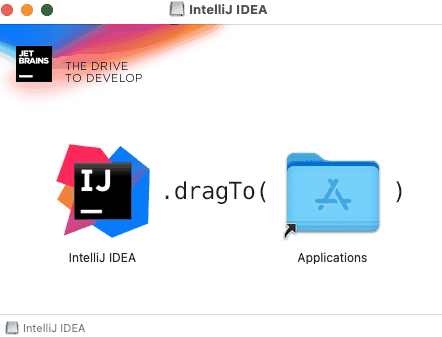 IntelliJ IDEA
JET
BRAINS
THE DRIVE
TO DEVELOP
IJ
.dragTo( )
IntelliJ IDEA
Applications
IntelliJ IDEA